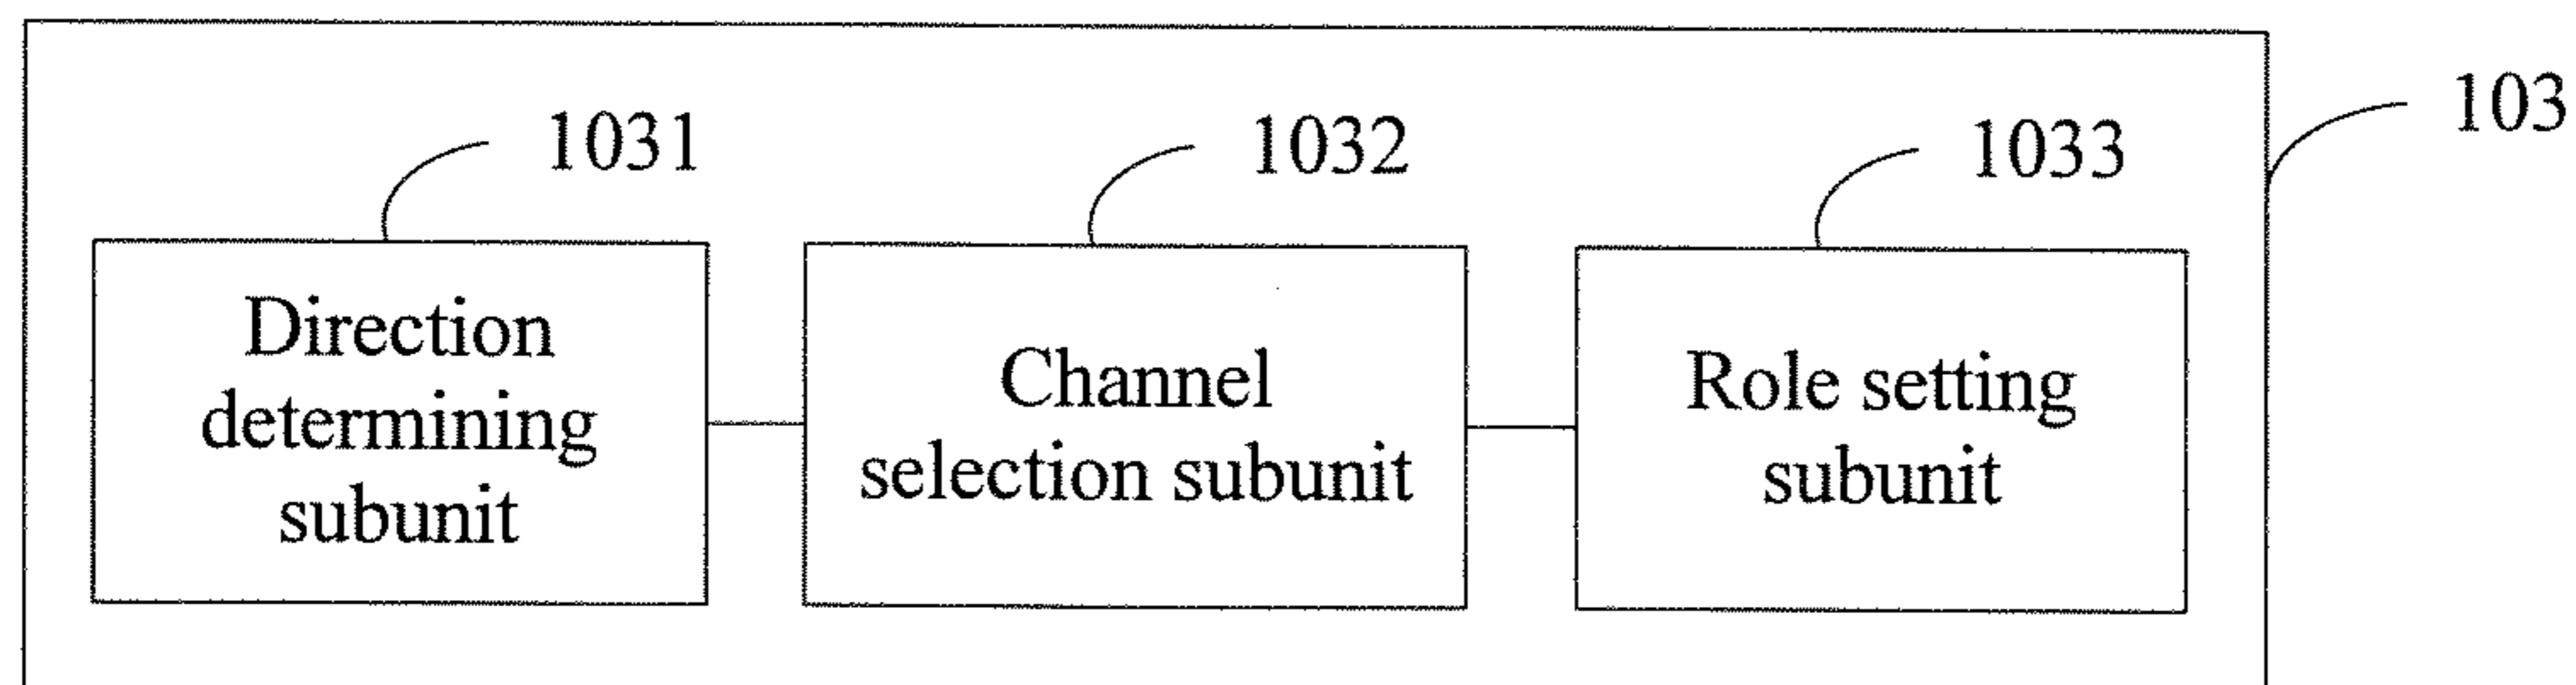 103
1031
1032
1033
Direction
determining
subunit
Channel
selection subunit
Role setting
subunit